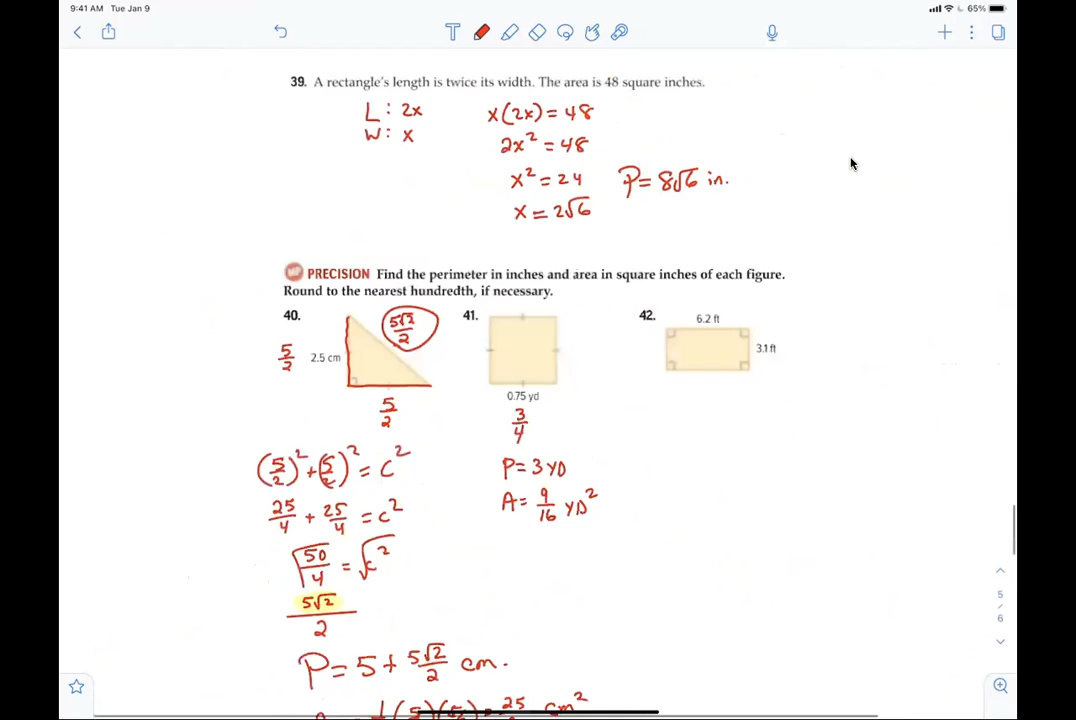 9:41 AM Tue Jan 9
65%
39. A rectangle's length is twice its width. The area is 48 square inches.
L: 2x
W: x
x(2x) = 48
2x² = 48
x² = 24
x = 2√6
P = 8√6 in.
PRECISION Find the perimeter in inches and area in square inches of each figure.
Round to the nearest hundredth, if necessary.
40.
5√2/2
5/2
2.5 cm
5/2
(5/2)² + (5/2)² = c²
25/4 + 25/4 = c²
√50/4 = √c²
5√2/2
P = 5 + 5√2/2 cm.
cm²
41.
0.75 yd
3/4
P = 3 YD
A = 9/16 YD²
42.
6.2 ft
3.1 ft
5
/
6